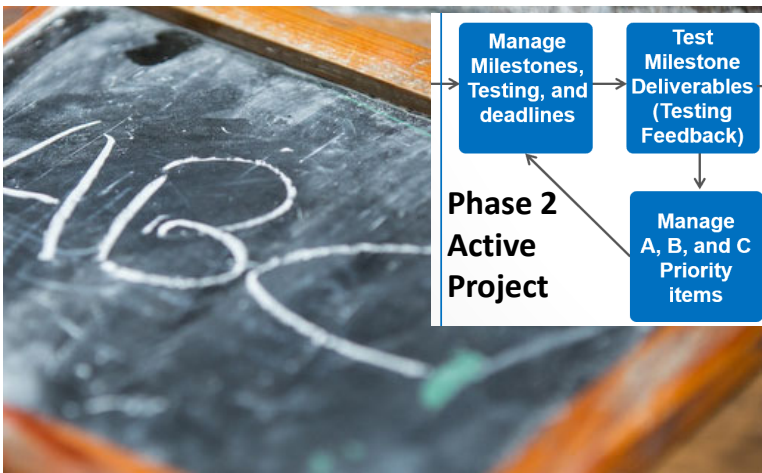 ABC
Manage
Milestones,
Testing, and
deadlines
Test
Milestone
Deliverables
(Testing
Feedback)
Phase 2
Active
Project
Manage
A, B, and C
Priority
items